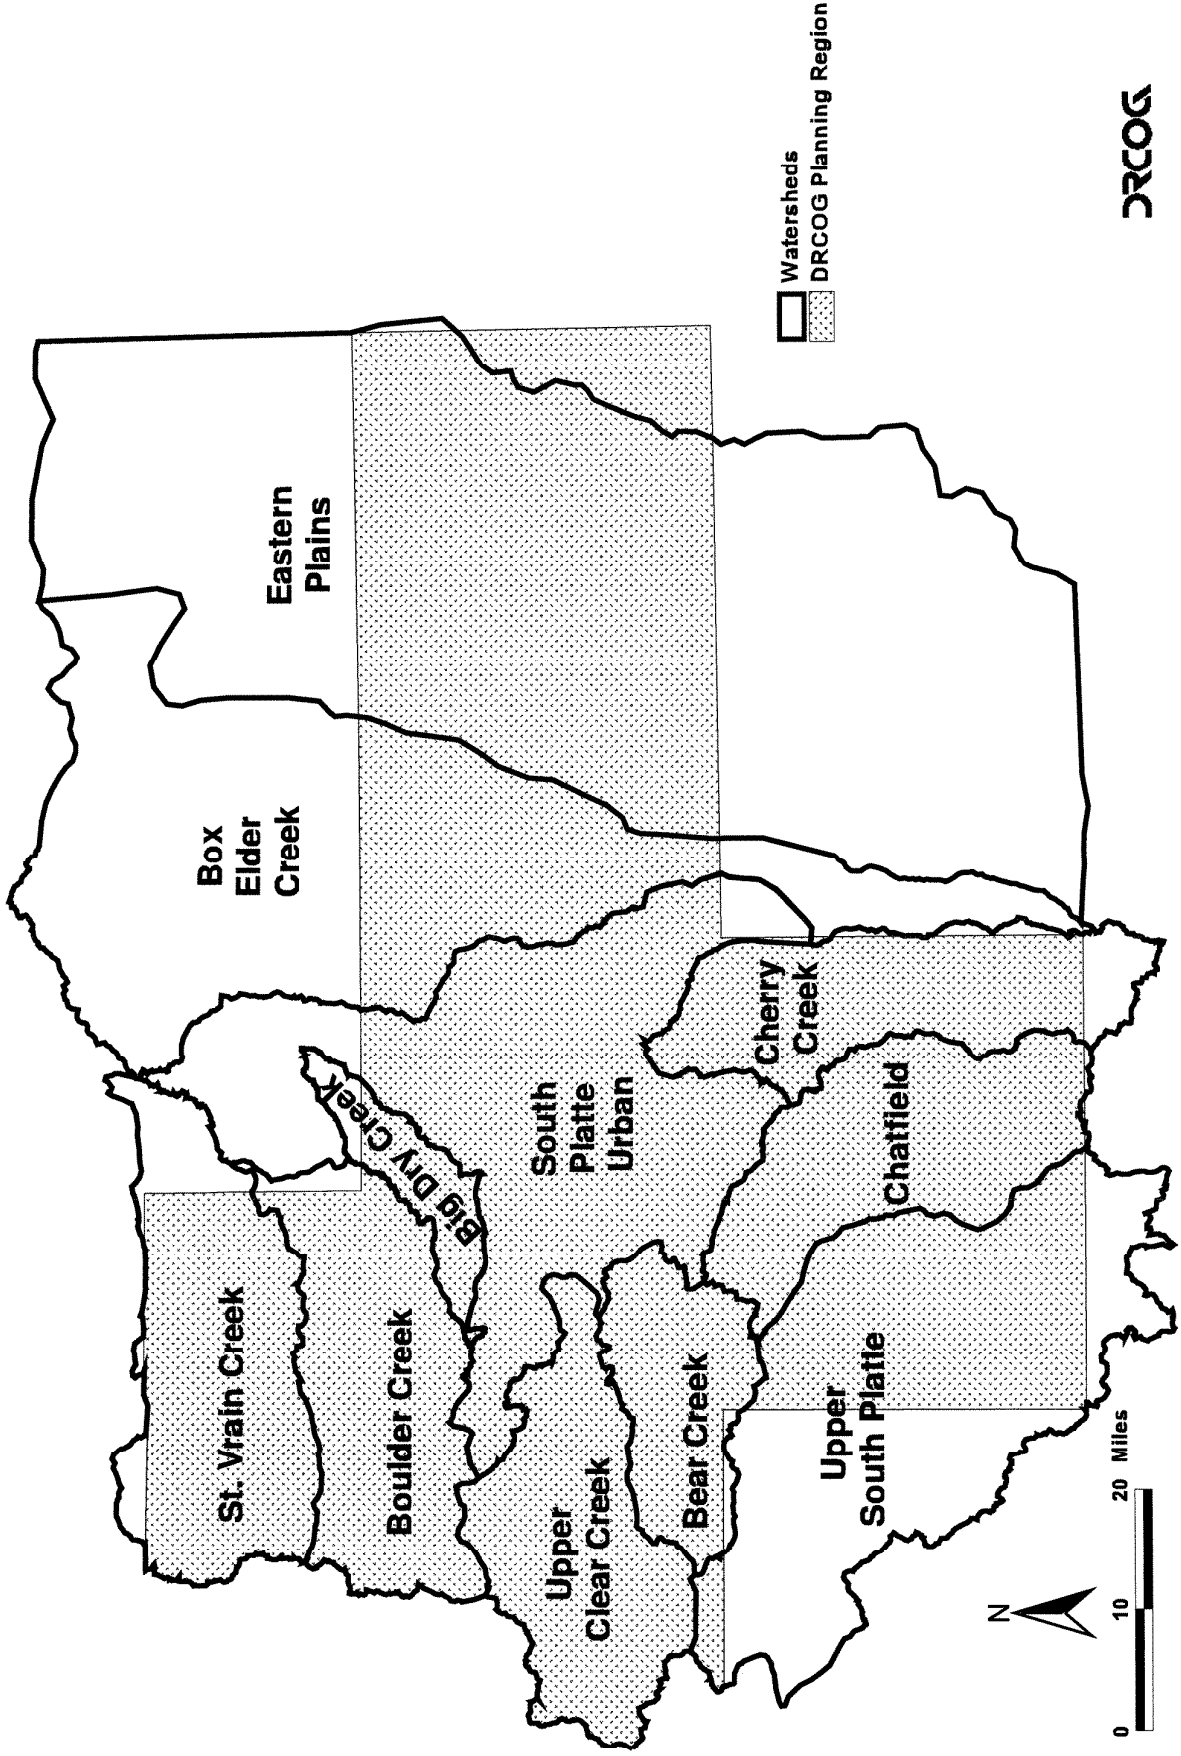 St. Vrain Creek
Boulder Creek
Big Dry Creek
Box
Elder
Creek
Eastern
Plains
Upper
Clear Creek
South
Platte
Urban
Bear Creek
Cherry
Creek
Upper
South Platte
Chatfield
Watersheds
DRCOG Planning Region
N
0 10 20 Miles
DRCOG